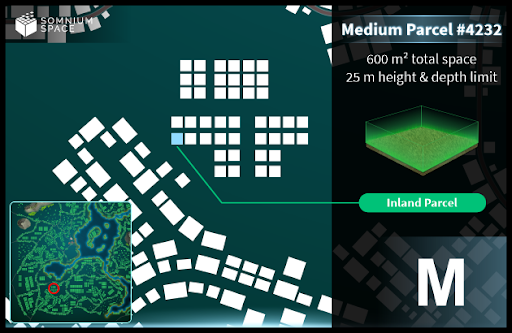 SOMNIUM
SPACE
Medium Parcel #4232
600 m² total space
25 m height & depth limit
Inland Parcel
M